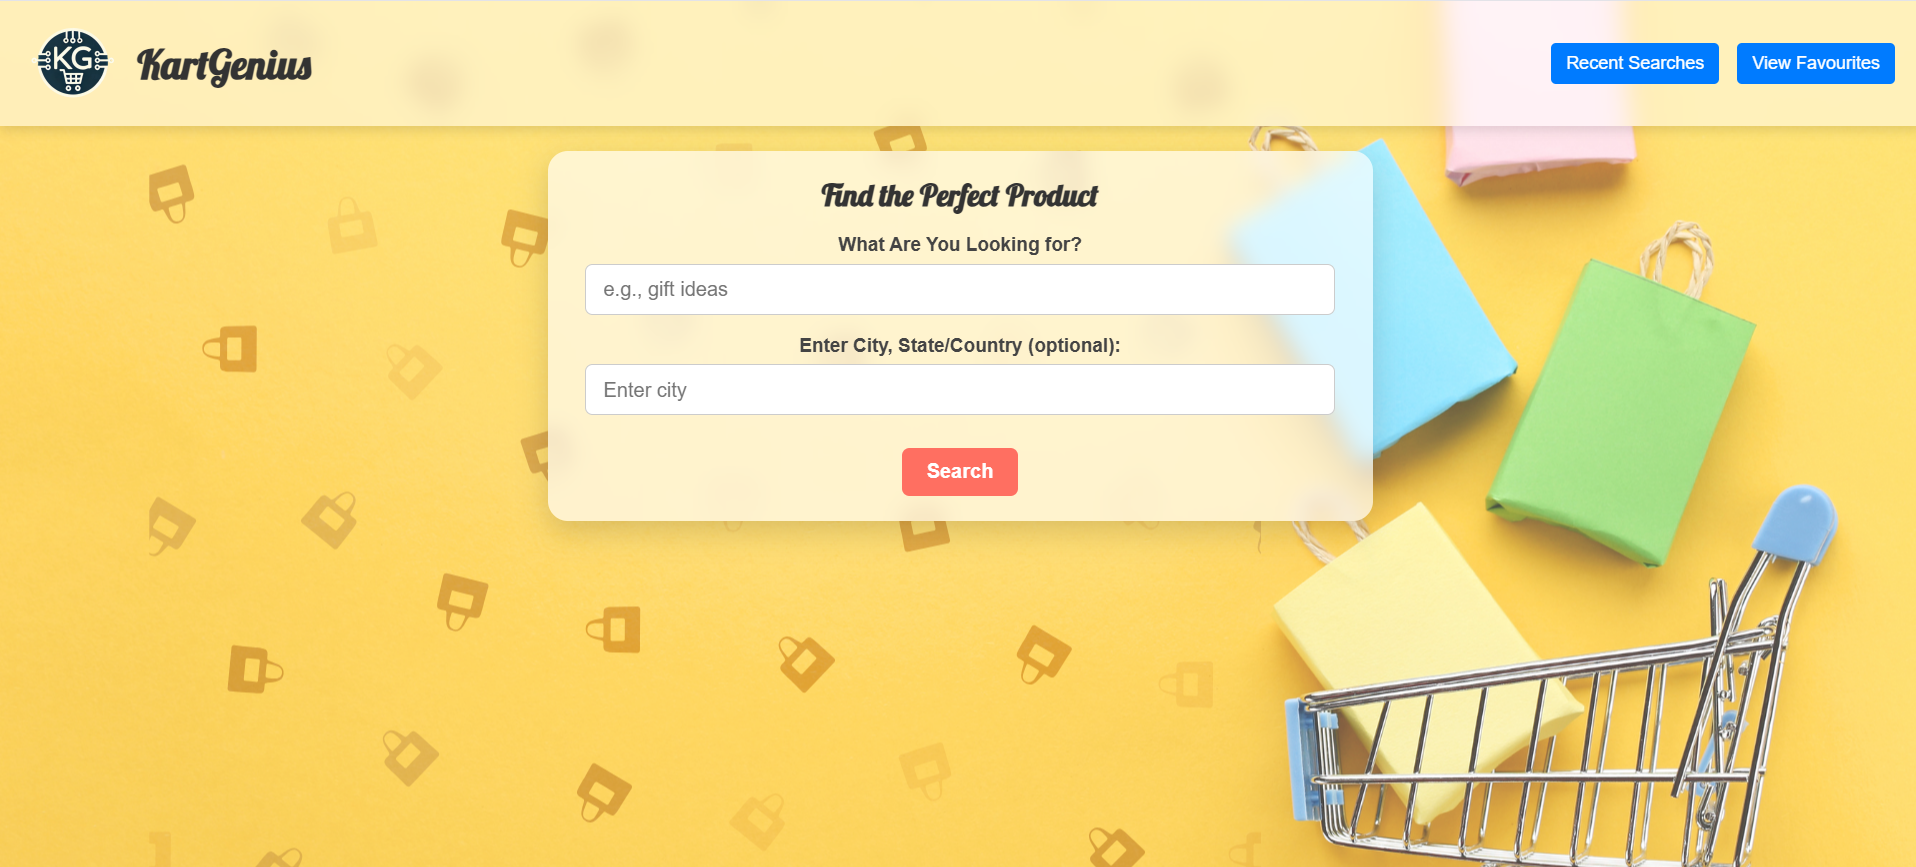 KG
KartGenius
Recent Searches
View Favourites
Find the Perfect Product
What Are You Looking for?
e.g., gift ideas
Enter City, State/Country (optional):
Enter city
Search